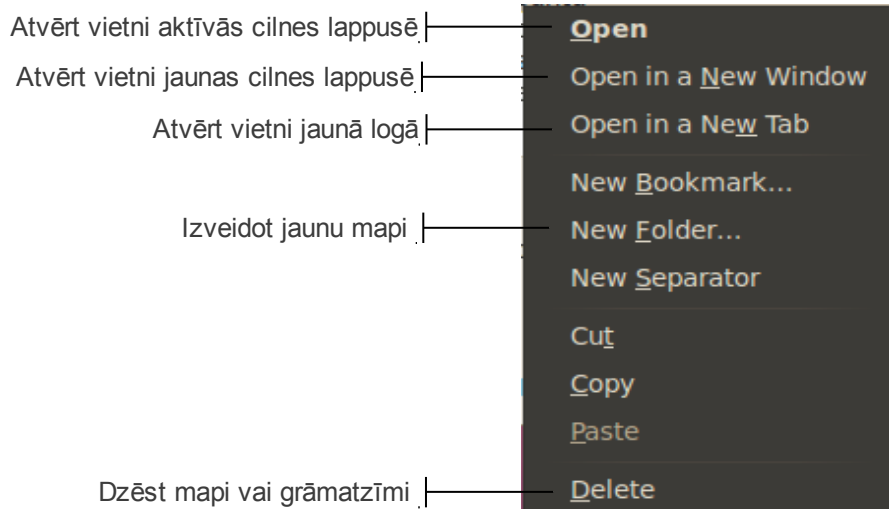 Atvērt vietni aktīvās cilnes lappusē
Open
Atvērt vietni jaunas cilnes lappusē
Open in a New Window
Atvērt vietni jaunā logā
Open in a New Tab
New Bookmark...
Izveidot jaunu mapi
New Folder...
New Separator
Cut
Copy
Paste
Dzēst mapi vai grāmatzīmi
Delete